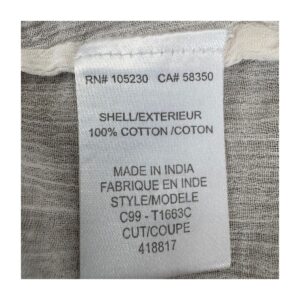 RN# 105230 CA# 58350
SHELL/EXTERIEUR
100% COTTON /COTON
MADE IN INDIA
FABRIQUE EN INDE
STYLE/MODELE
C99 - T1663C
CUT/COUPE
418817